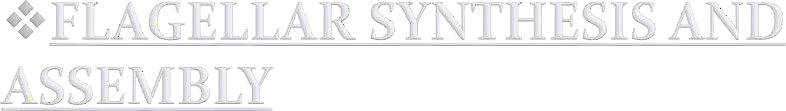 ❖FLAGELLAR SYNTHESIS AND
ASSEMBLY